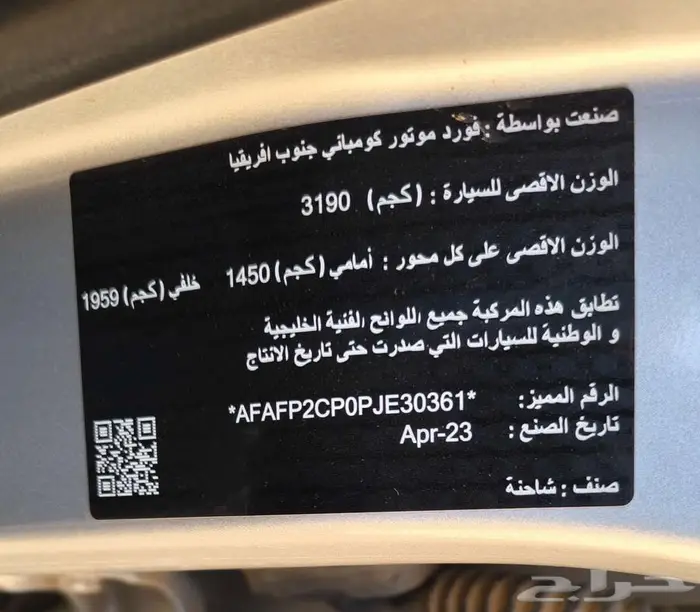 صنعت بواسطة : فورد موتور كومباني جنوب افريقيا
الوزن الاقصى للسيارة : (كجم) 3190
الوزن الاقصى على كل محور : أمامي (كجم) 1450 خلفي (كجم) 1959
تطابق هذه المركبة جميع اللوائح الفنية الخليجية
و الوطنية للسيارات التي صدرت حتى تاريخ الانتاج
الرقم المميز: *AFAFP2CP0PJE30361*
تاريخ الصنع : Apr-23
صنف : شاحنة
حراج